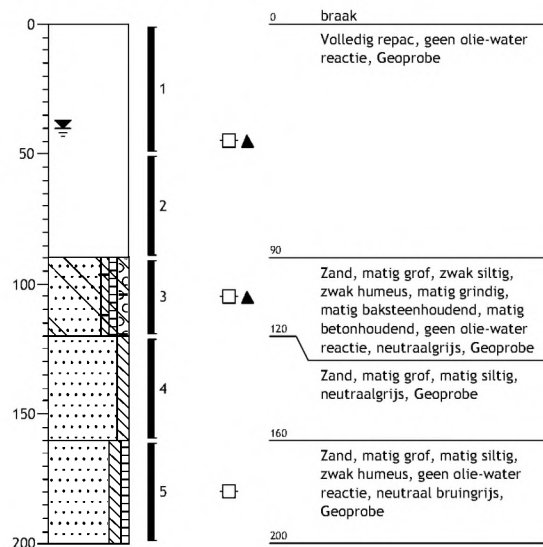 0
0
braak
Volledig repac, geen olie-water
reactie, Geoprobe
1
50
2
90
100
3
Zand, matig grof, zwak siltig,
zwak humeus, matig grindig,
matig baksteenhoudend, matig
betonhoudend, geen olie-water
reactie, neutraalgrijs, Geoprobe
120
Zand, matig grof, matig siltig,
neutraalgrijs, Geoprobe
4
150
160
Zand, matig grof, matig siltig,
zwak humeus, geen olie-water
reactie, neutraal bruingrijs,
Geoprobe
5
200
200